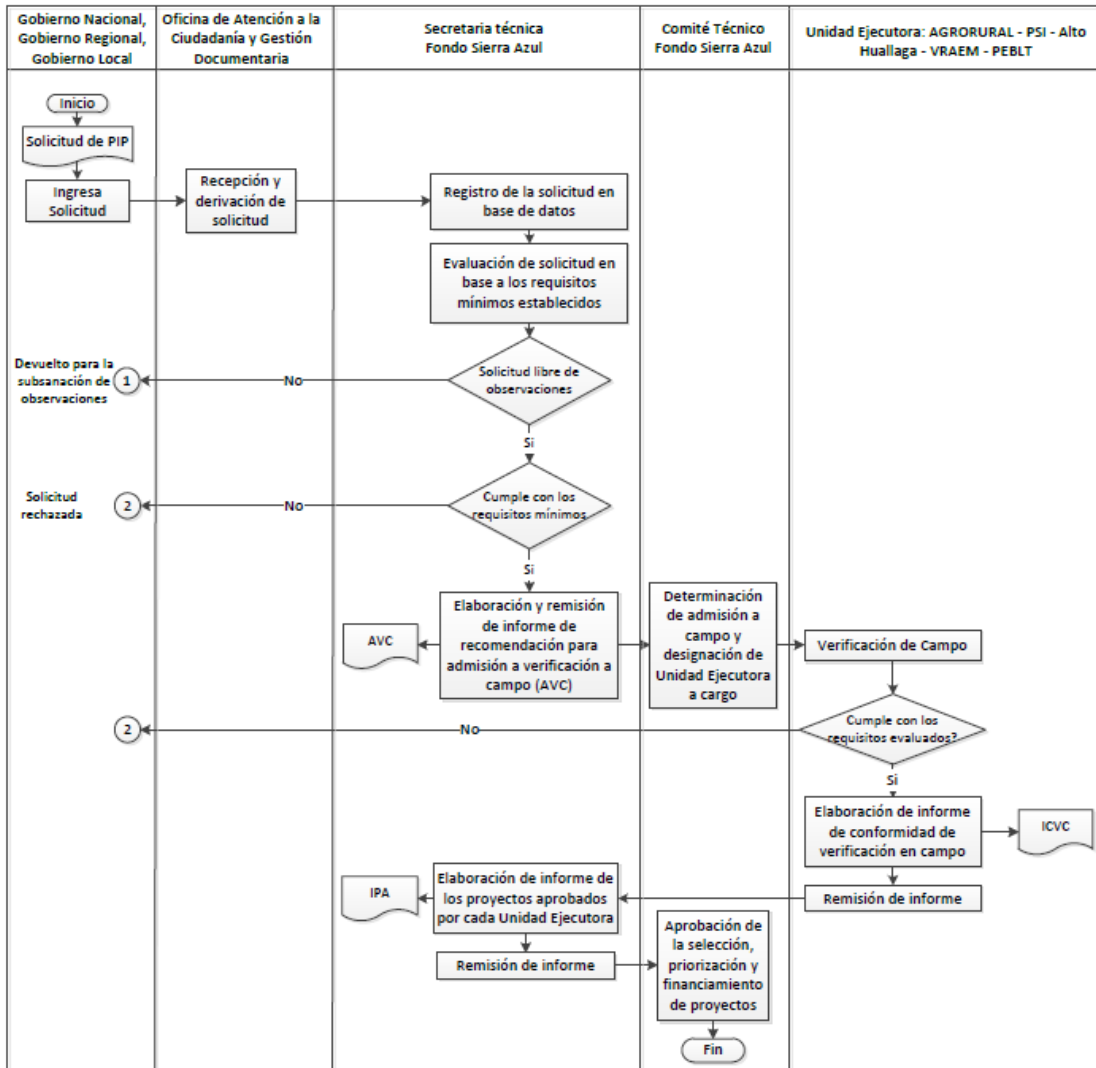 Gobierno Nacional,
Gobierno Regional,
Gobierno Local
Oficina de Atención a la
Ciudadanía y Gestión
Documentaria
Secretaria técnica
Fondo Sierra Azul
Comité Técnico
Fondo Sierra Azul
Unidad Ejecutora: AGRORURAL - PSI - Alto
Huallaga - VRAEM - PEBLT
Inicio
Solicitud de PIP
Ingresa
Solicitud
Recepción y
derivación de
solicitud
Registro de la solicitud en
base de datos
Evaluación de solicitud en
base a los requisitos
mínimos establecidos
Solicitud libre de
observaciones
No
Devuelto para la
subsanación de
observaciones
1
Si
Cumple con los
requisitos mínimos
No
Solicitud
rechazada
2
Si
Elaboración y remisión
de informe de
recomendación para
admisión a verificación a
campo (AVC)
AVC
Determinación
de admisión a
campo y
designación de
Unidad Ejecutora
a cargo
Verificación de Campo
Cumple con los
requisitos evaluados?
No
2
Si
Elaboración de informe
de conformidad de
verificación en campo
ICVC
Remisión de informe
Elaboración de informe de
los proyectos aprobados
por cada Unidad Ejecutora
IPA
Remisión de informe
Aprobación de
la selección,
priorización y
financiamiento
de proyectos
Fin